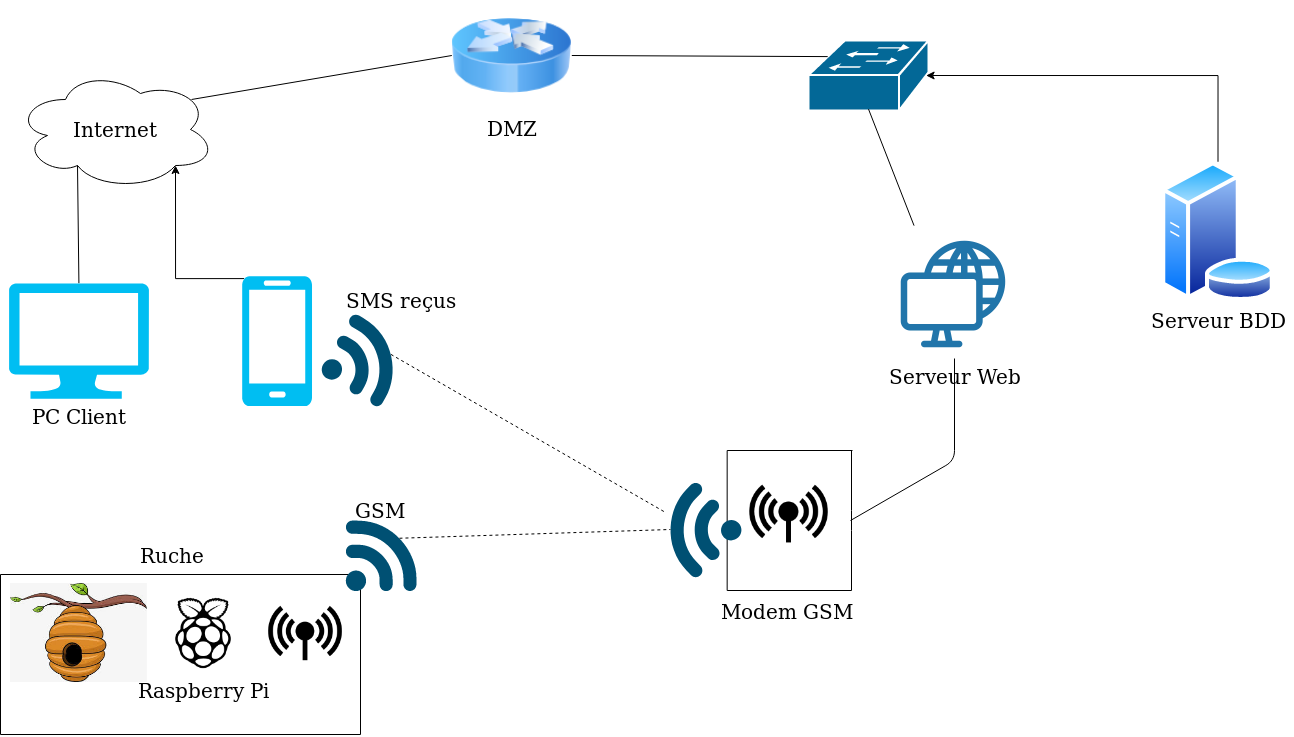 DMZ
Internet
SMS reçus
Serveur BDD
Serveur Web
PC Client
GSM
Ruche
Modem GSM
Raspberry Pi